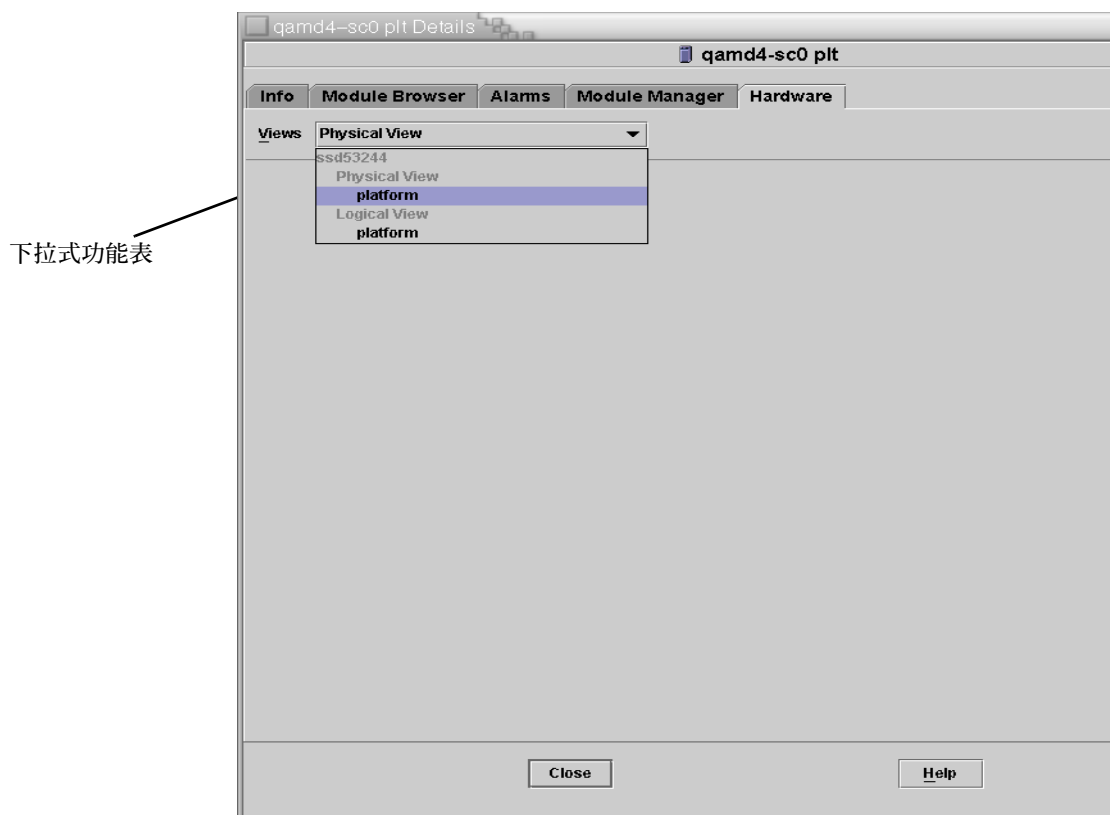 qamd4–sc0 plt Details
qamd4-sc0 plt
Info Module Browser Alarms Module Manager Hardware
Views Physical View
ssd53244
Physical View
platform
Logical View
platform
下拉式功能表
Close Help